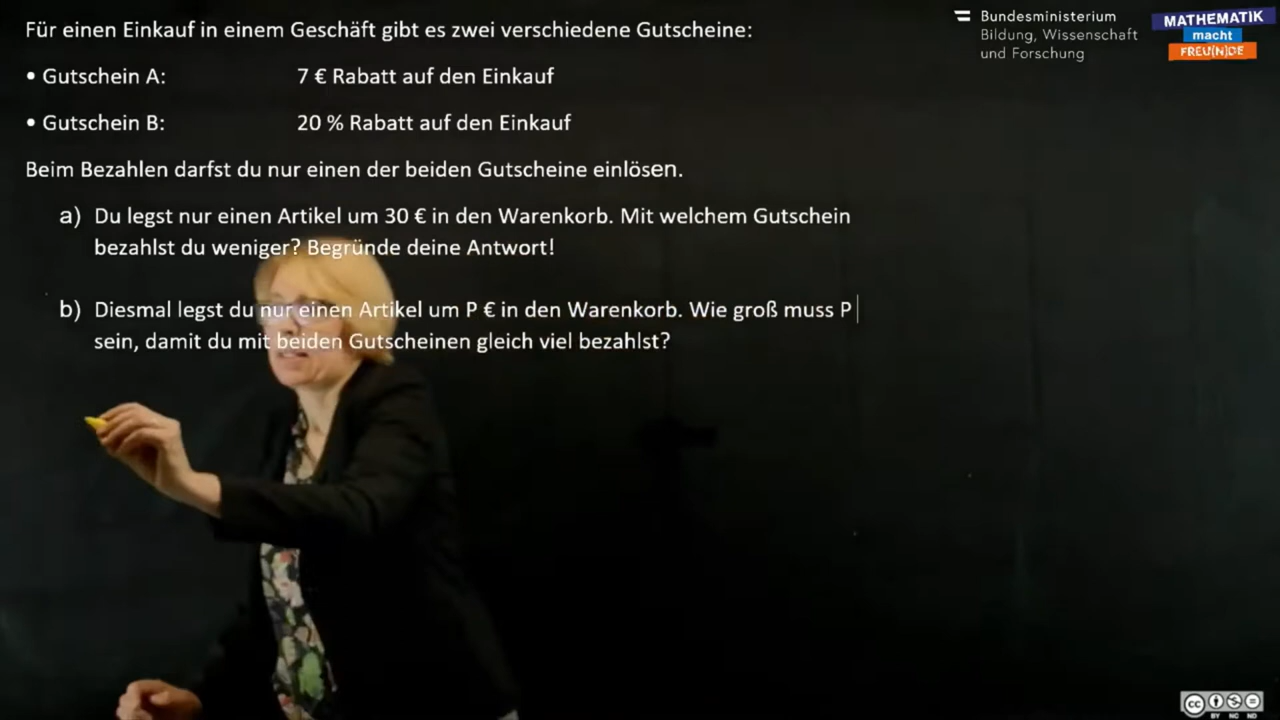 Für einen Einkauf in einem Geschäft gibt es zwei verschiedene Gutscheine:
• Gutschein A: 7 € Rabatt auf den Einkauf
• Gutschein B: 20 % Rabatt auf den Einkauf
Beim Bezahlen darfst du nur einen der beiden Gutscheine einlösen.
a) Du legst nur einen Artikel um 30 € in den Warenkorb. Mit welchem Gutschein
bezahlst du weniger? Begründe deine Antwort!
b) Diesmal legst du nur einen Artikel um P € in den Warenkorb. Wie groß muss P
sein, damit du mit beiden Gutscheinen gleich viel bezahlst?
Bundesministerium
Bildung, Wissenschaft
und Forschung
MATHEMATIK
macht
FREU(N)DE
cc
BY NC ND